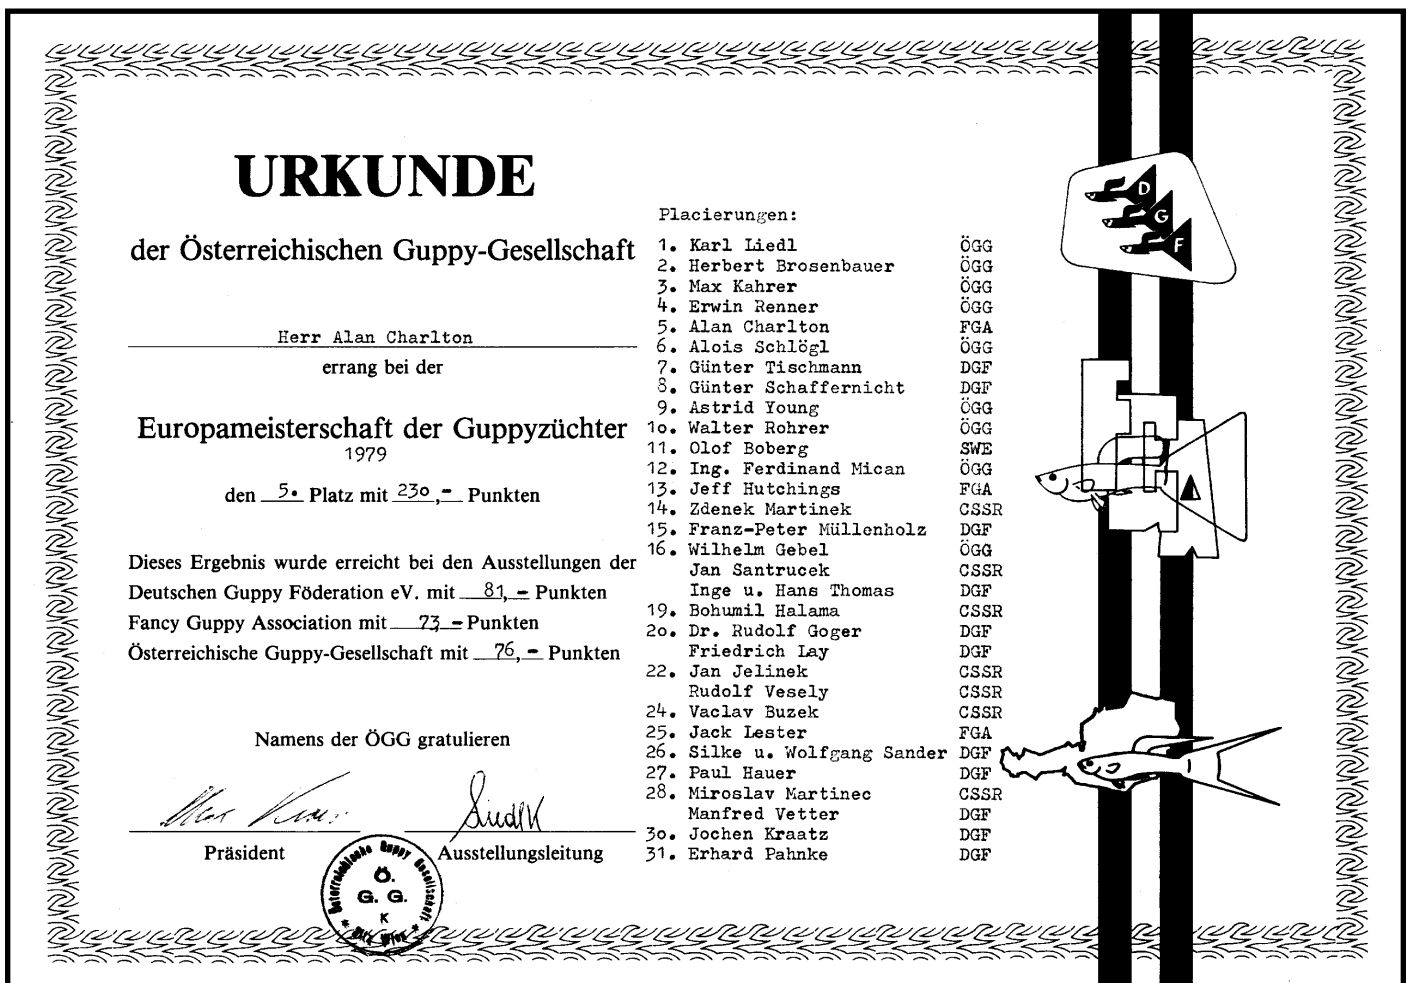 URKUNDE
der Österreichischen Guppy-Gesellschaft
Herr Alan Charlton
errang bei der
Europameisterschaft der Guppyzüchter
1979
den 5. Platz mit 230,- Punkten
Dieses Ergebnis wurde erreicht bei den Ausstellungen der
Deutschen Guppy Föderation eV. mit 81,- Punkten
Fancy Guppy Association mit 73 - Punkten
Österreichische Guppy-Gesellschaft mit 76,- Punkten
Namens der ÖGG gratulieren
Präsident
Ausstellungsleitung
Österreichische Guppy Gesellschaft
Ö.
G. G.
K
Placierungen:
1. Karl Liedl ÖGG
2. Herbert Brosenbauer ÖGG
3. Max Kahrer ÖGG
4. Erwin Renner ÖGG
5. Alan Charlton FGA
6. Alois Schlögl ÖGG
7. Günter Tischmann DGF
8. Günter Schaffernicht DGF
9. Astrid Young ÖGG
1o. Walter Rohrer ÖGG
11. Olof Boberg SWE
12. Ing. Ferdinand Mican ÖGG
13. Jeff Hutchings FGA
14. Zdenek Martinek CSSR
15. Franz-Peter Müllenholz DGF
16. Wilhelm Gebel ÖGG
Jan Santrucek CSSR
Inge u. Hans Thomas DGF
19. Bohumil Halama CSSR
2o. Dr. Rudolf Goger DGF
Friedrich Lay DGF
22. Jan Jelinek CSSR
Rudolf Vesely CSSR
24. Vaclav Buzek CSSR
25. Jack Lester FGA
26. Silke u. Wolfgang Sander DGF
27. Paul Hauer DGF
28. Miroslav Martinec CSSR
Manfred Vetter DGF
3o. Jochen Kraatz DGF
31. Erhard Pahnke DGF
D
G
F